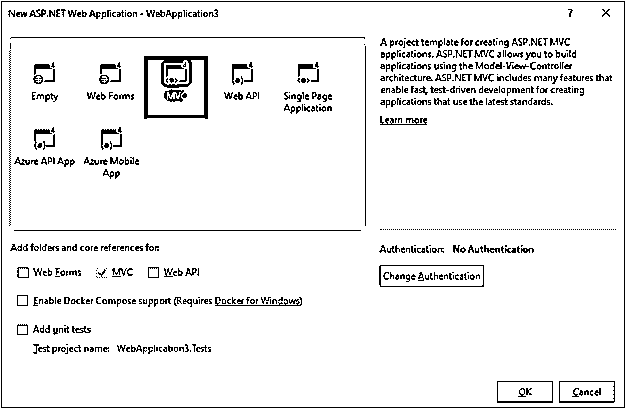 New ASP.NET Web Application - WebApplication3
? X
Empty
Web Forms
MVC
Web API
Single Page
Application
Azure API App
Azure Mobile
App
A project template for creating ASP.NET MVC
applications. ASP.NET MVC allows you to build
applications using the Model-View-Controller
architecture. ASP.NET MVC includes many features that
enable fast, test-driven development for creating
applications that use the latest standards.
Learn more
Add folders and core references for:
Web Forms MVC Web API
Enable Docker Compose support (Requires Docker for Windows)
Add unit tests
Test project name: WebApplication3.Tests
Authentication: No Authentication
Change Authentication
OK Cancel